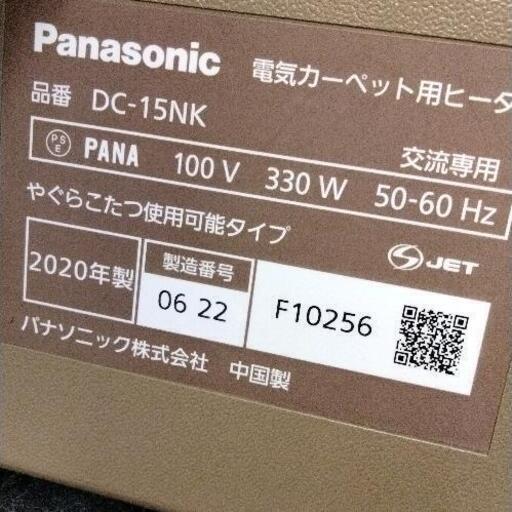 Panasonic 電気カーペット用ヒータ
品番 DC-15NK
PS E PANA 100 V 330 W 交流専用 50-60 Hz
やぐらこたつ使用可能タイプ
S JET
2020年製 製造番号 06 22 F10256
パナソニック株式会社 中国製